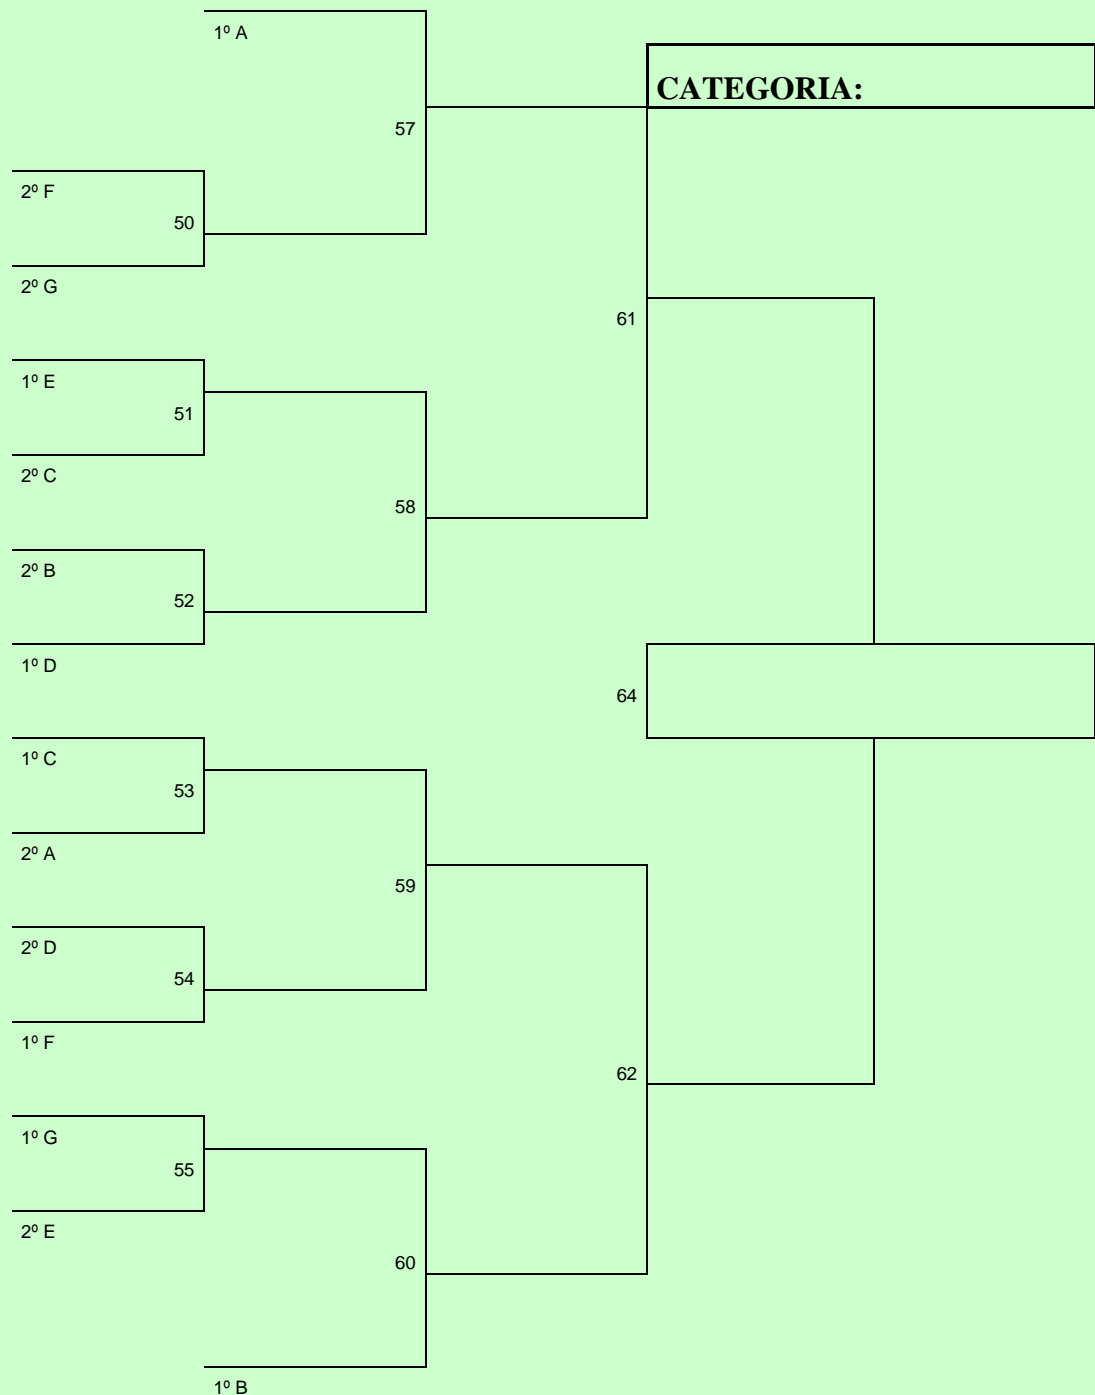 1º A
CATEGORIA:
57
2º F
50
2º G
61
1º E
51
2º C
58
2º B
52
1º D
64
1º C
53
2º A
59
2º D
54
1º F
62
1º G
55
2º E
60
1º B